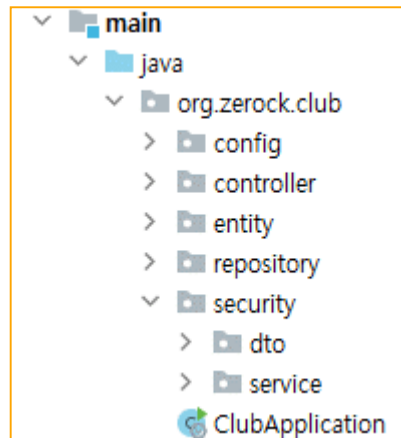 main
java
org.zerock.club
config
controller
entity
repository
security
dto
service
ClubApplication